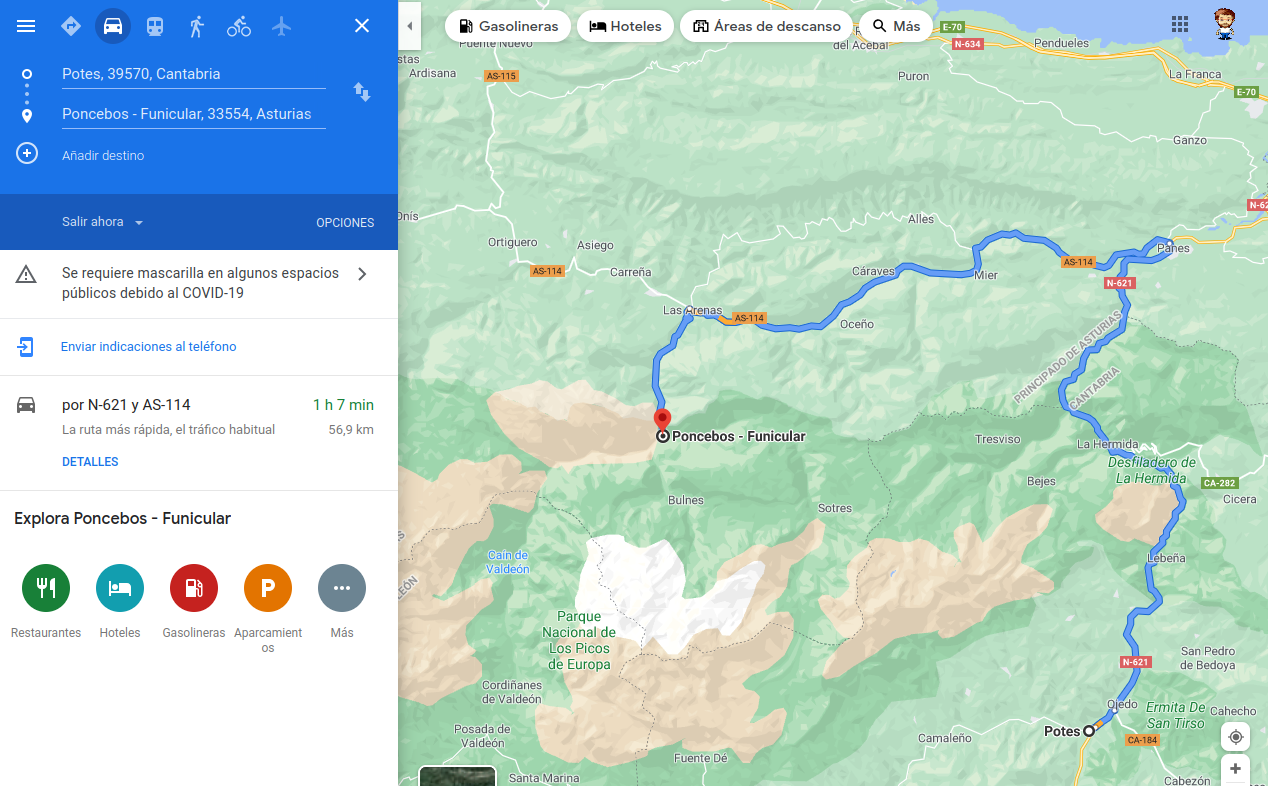 Potes, 39570, Cantabria
Poncebos - Funicular, 33554, Asturias
Añadir destino
Salir ahora
OPCIONES
Se requiere mascarilla en algunos espacios
públicos debido al COVID-19
Enviar indicaciones al teléfono
por N-621 y AS-114
1 h 7 min
La ruta más rápida, el tráfico habitual
56,9 km
DETALLES
Explora Poncebos - Funicular
P
Restaurantes
Hoteles
Gasolineras
Aparcamient
os
Más
Gasolineras
Hoteles
Áreas de descanso
Más
E-70
Puente Nuevo
del Acebal
N-634
Pendueles
Ardisana
AS-115
Puron
La Franca
E-70
Ganzo
Onís
Alles
Ortiguero
Asiego
Panes
AS-114
Carreña
Cáraves
Mier
AS-114
N-621
Las Arenas
AS-114
Oceño
PRINCIPADO DE ASTURIAS
CANTABRIA
Poncebos - Funicular
Tresviso
La Hermida
Desfiladero de
La Hermida
Bejes
CA-282
Cicera
Bulnes
Sotres
Caín de
Valdeón
Lebeña
Parque
Nacional de
Los Picos
de Europa
San Pedro
de Bedoya
N-621
Cordiñanes
de Valdeón
Ojedo
Ermita De
San Tirso
Cahecho
Potes
Posada de
Valdeón
Camaleño
CA-184
Fuente Dé
Santa Marina
Cabezón